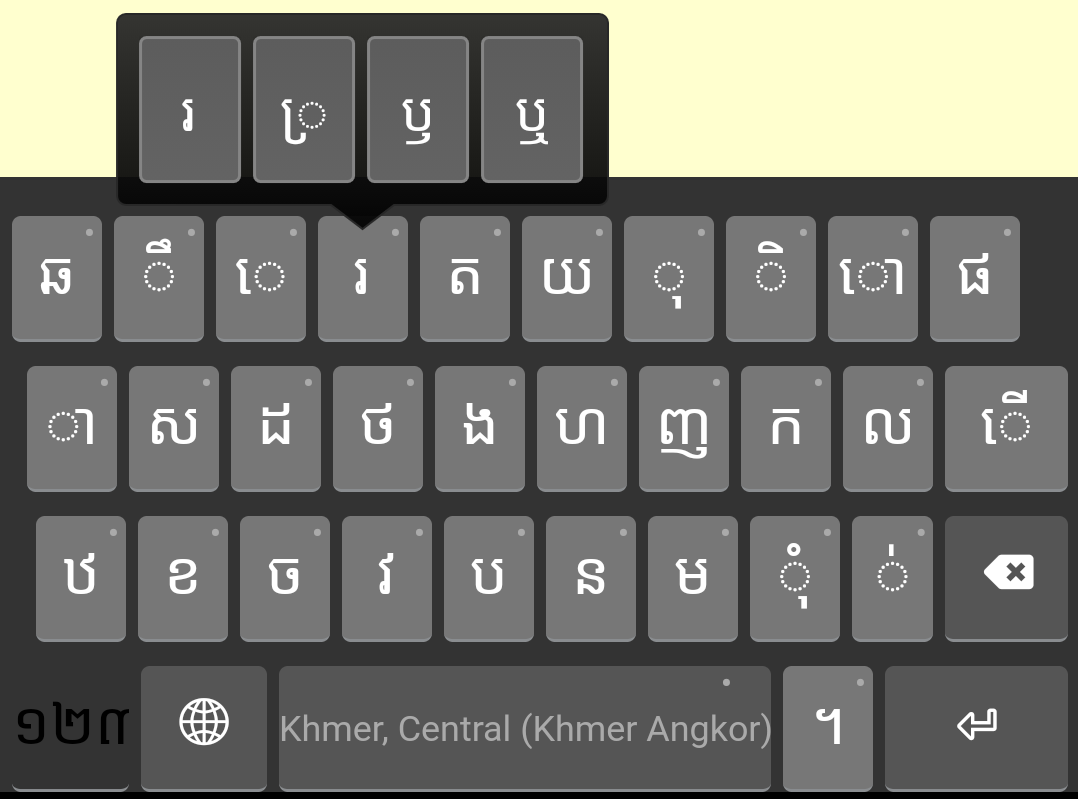 រ ្រ ឫ ឬ
ឆ ឹ េ រ ត យ ុ ិ ោ ផ
ា ស ដ ថ ង ហ ញ ក ល ើ
ឋ ខ ច វ ប ន ម ុំ ់
១២៣ Khmer, Central (Khmer Angkor) ។